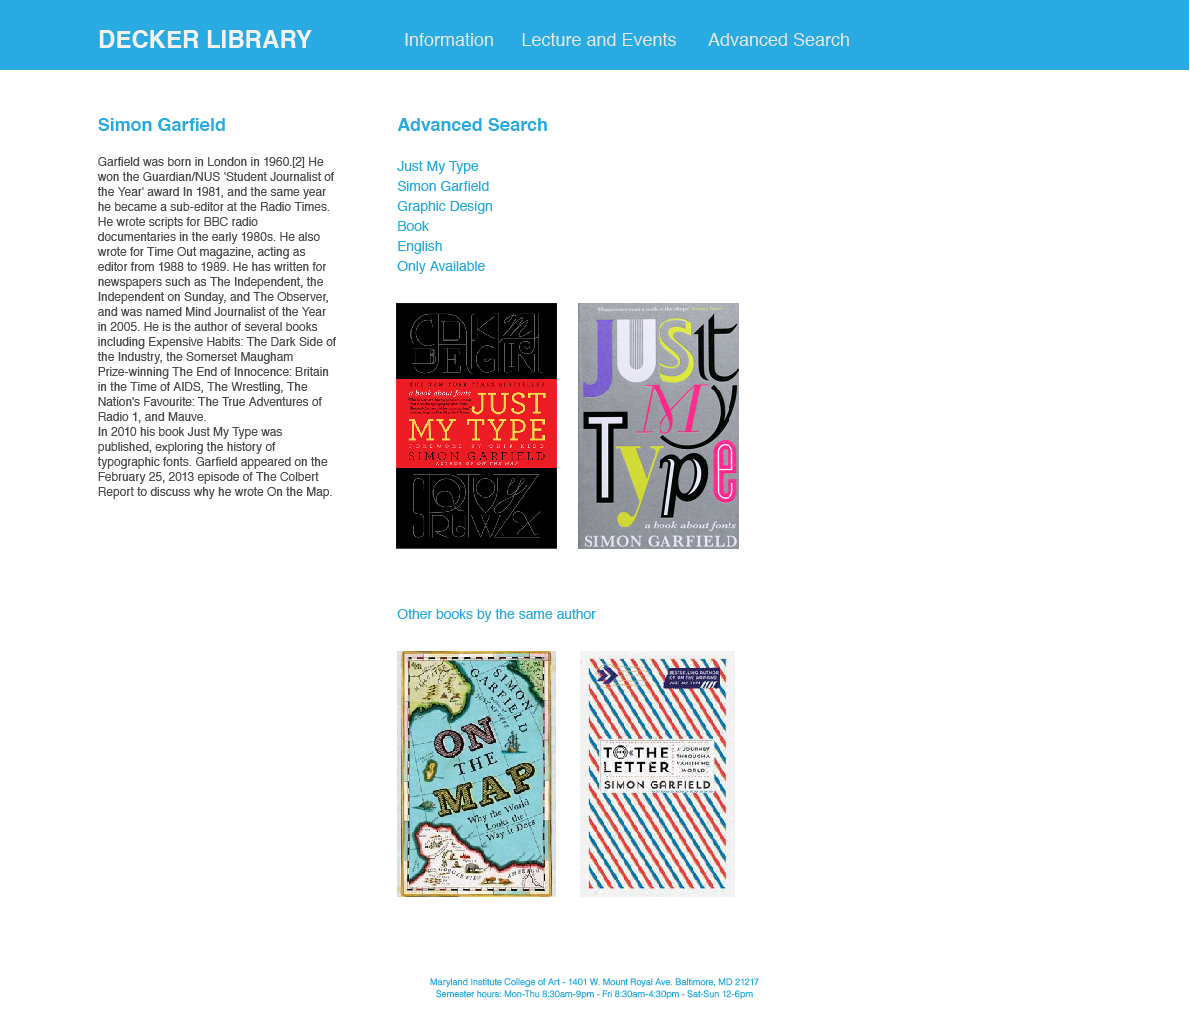 DECKER LIBRARY
Information
Lecture and Events
Advanced Search
Simon Garfield
Garfield was born in London in 1960.[2] He
won the Guardian/NUS 'Student Journalist of
the Year' award In 1981, and the same year
he became a sub-editor at the Radio Times.
He wrote scripts for BBC radio
documentaries in the early 1980s. He also
wrote for Time Out magazine, acting as
editor from 1988 to 1989. He has written for
newspapers such as The Independent, the
Independent on Sunday, and The Observer,
and was named Mind Journalist of the Year
in 2005. He is the author of several books
including Expensive Habits: The Dark Side of
the Industry, the Somerset Maugham
Prize-winning The End of Innocence: Britain
in the Time of AIDS, The Wrestling, The
Nation's Favourite: The True Adventures of
Radio 1, and Mauve.
In 2010 his book Just My Type was
published, exploring the history of
typographic fonts. Garfield appeared on the
February 25, 2013 episode of The Colbert
Report to discuss why he wrote On the Map.
Advanced Search
Just My Type
Simon Garfield
Graphic Design
Book
English
Only Available
THE NEW YORK TIMES BESTSELLER
a book about fonts
JUST
MY TYPE
FOREWORD BY CHIP KIDD
SIMON GARFIELD
AUTHOR OF ON THE MAP
JUST
My
Type
a book about fonts
SIMON GARFIELD
Other books by the same author
SIMON
GARFIELD
ON
THE
MAP
Why the World
Looks the
Way it Does
BESTSELLING AUTHOR
OF ON THE MAP AND
JUST MY TYPE
TO THE
LETTER
A JOURNEY
THROUGH A
VANISHING
WORLD
SIMON GARFIELD
Maryland Institute College of Art - 1401 W. Mount Royal Ave. Baltimore, MD 21217
Semester hours: Mon-Thu 8:30am-9pm - Fri 8:30am-4:30pm - Sat-Sun 12-6pm